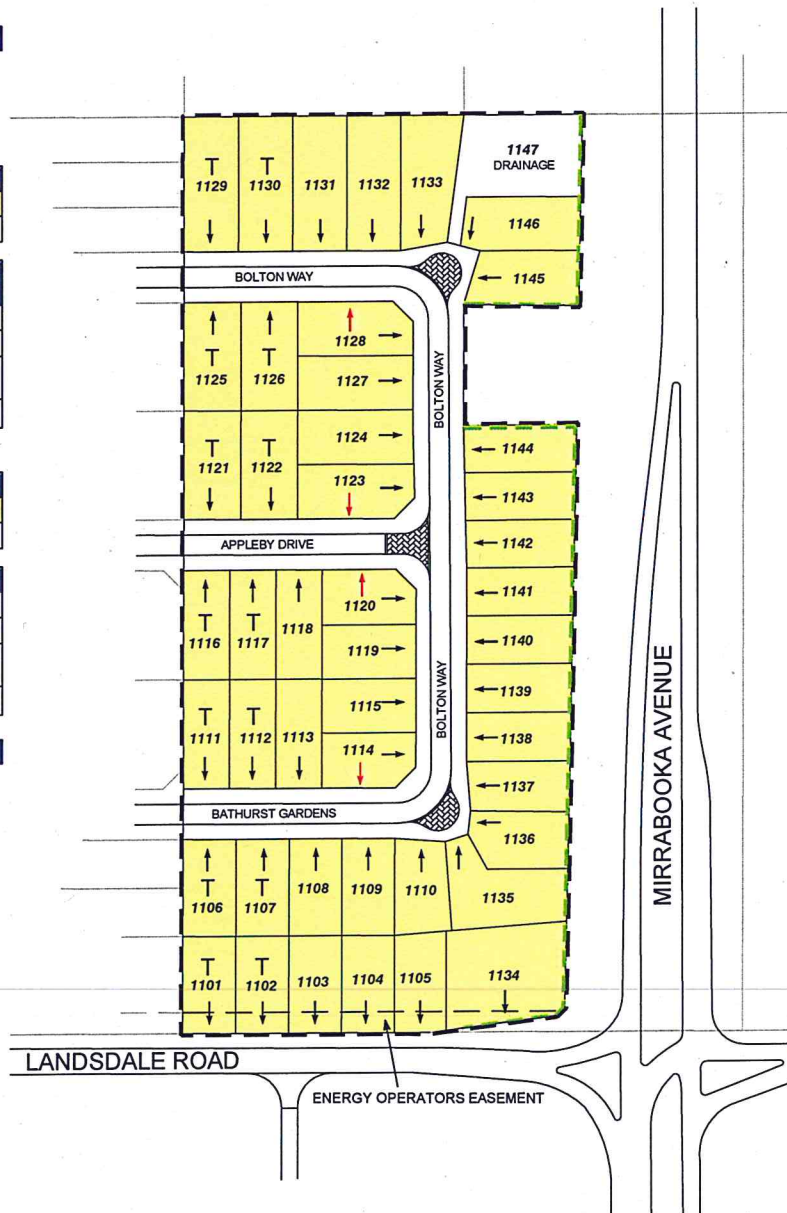 1147
DRAINAGE
T
1129
T
1130
1131
1132
1133
1146
1145
BOLTON WAY
1128
T
1125
T
1126
1127
BOLTON WAY
1124
1144
T
1121
T
1122
1123
1143
APPLEBY DRIVE
1142
1120
1141
T
1116
T
1117
1118
1119
1140
BOLTON WAY
MIRRABOOKA AVENUE
1115
1139
T
1111
T
1112
1113
1114
1138
1137
BATHURST GARDENS
1136
T
1106
T
1107
1108
1109
1110
1135
T
1101
T
1102
1103
1104
1105
1134
LANDSDALE ROAD
ENERGY OPERATORS EASEMENT